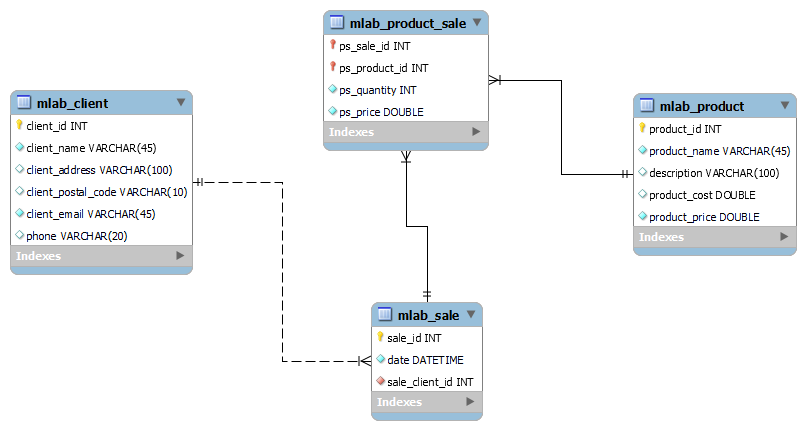 mlab_product_sale
ps_sale_id INT
ps_product_id INT
ps_quantity INT
ps_price DOUBLE
Indexes
mlab_client
client_id INT
client_name VARCHAR(45)
client_address VARCHAR(100)
client_postal_code VARCHAR(10)
client_email VARCHAR(45)
phone VARCHAR(20)
Indexes
mlab_product
product_id INT
product_name VARCHAR(45)
description VARCHAR(100)
product_cost DOUBLE
product_price DOUBLE
Indexes
mlab_sale
sale_id INT
date DATETIME
sale_client_id INT
Indexes